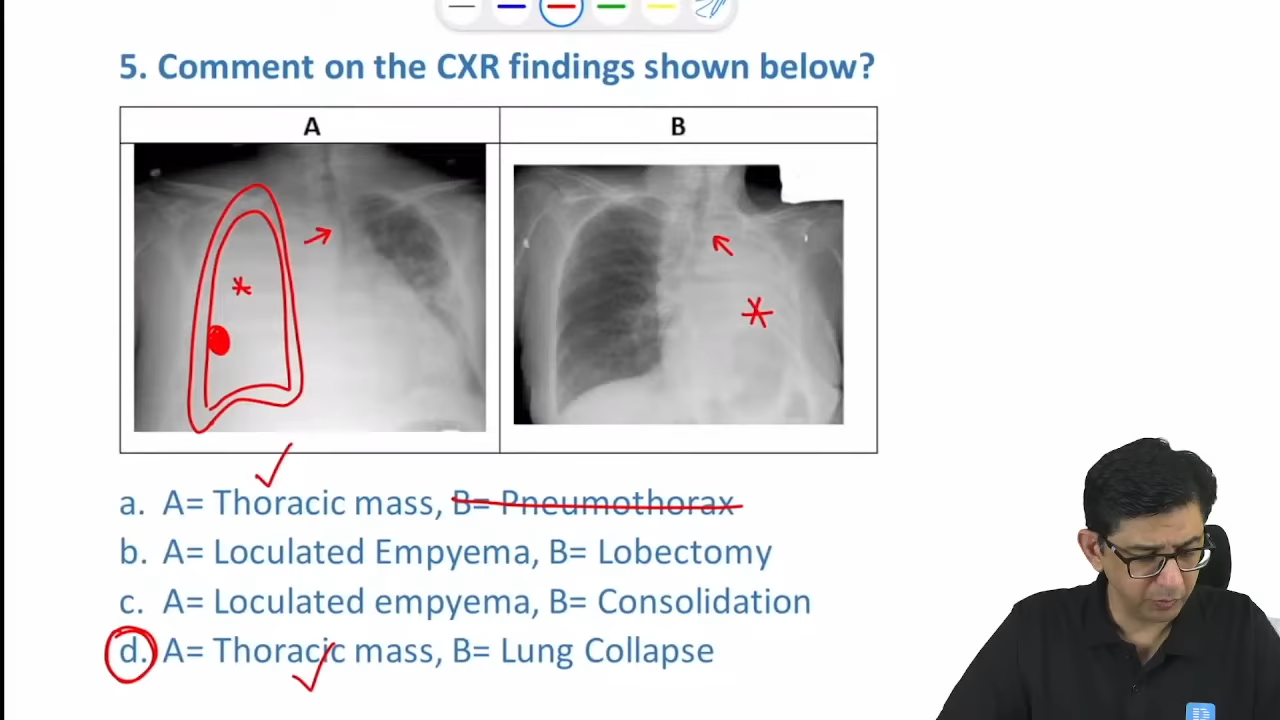 5. Comment on the CXR findings shown below?
A
B
a. A= Thoracic mass, B= Pneumothorax
b. A= Loculated Empyema, B= Lobectomy
c. A= Loculated empyema, B= Consolidation
d. A= Thoracic mass, B= Lung Collapse